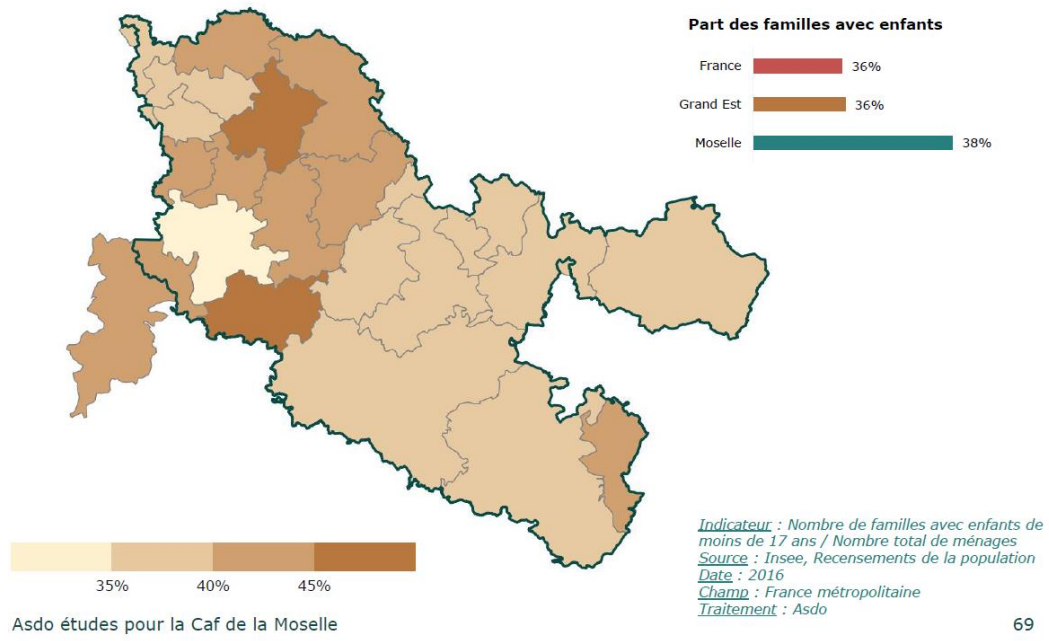 Part des familles avec enfants
France 36%
Grand Est 36%
Moselle 38%
35% 40% 45%
Indicateur : Nombre de familles avec enfants de
moins de 17 ans / Nombre total de ménages
Source : Insee, Recensements de la population
Date : 2016
Champ : France métropolitaine
Traitement : Asdo
Asdo études pour la Caf de la Moselle 69